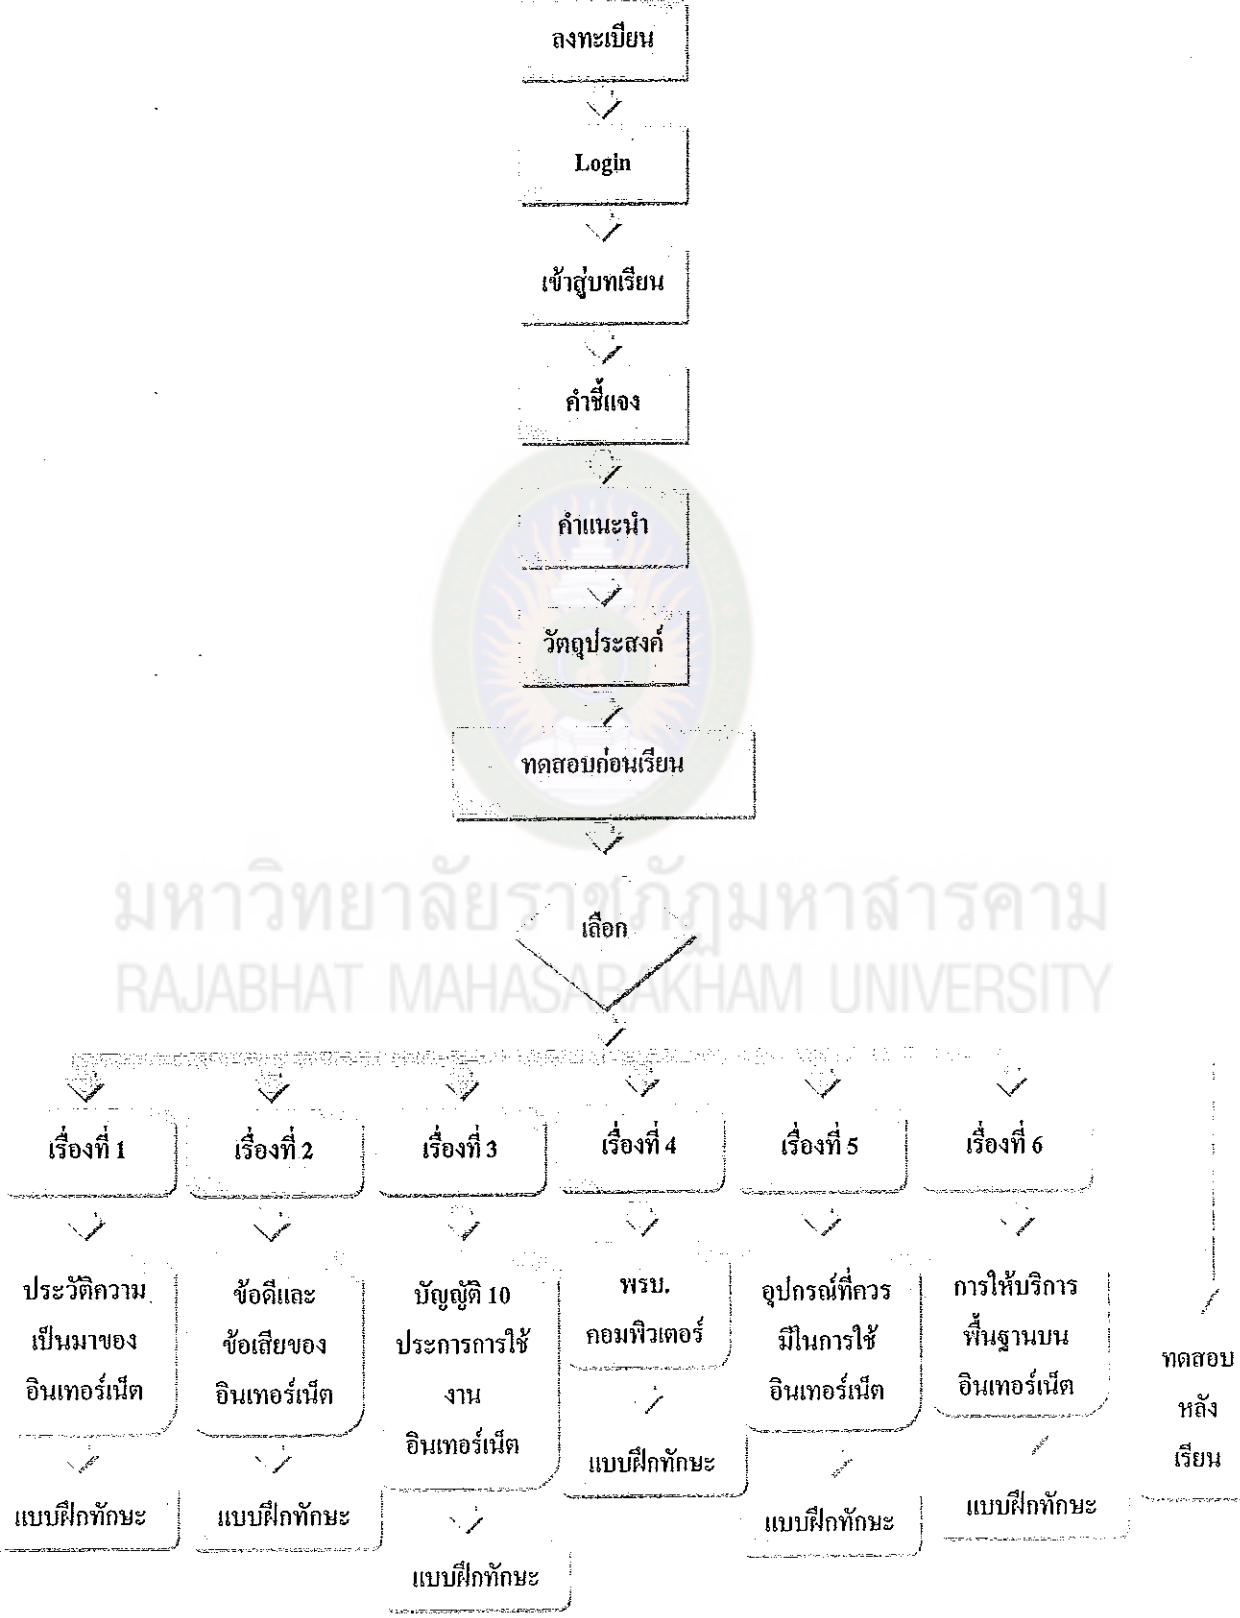 ลงทะเบียน
Login
เข้าสู่บทเรียน
คำชี้แจง
คำแนะนำ
วัตถุประสงค์
ทดสอบก่อนเรียน
เลือก
มหาวิทยาลัยราชภัฏมหาสารคาม
RAJABHAT MAHASARAKHAM UNIVERSITY
เรื่องที่ 1
เรื่องที่ 2
เรื่องที่ 3
เรื่องที่ 4
เรื่องที่ 5
เรื่องที่ 6
ประวัติความ
เป็นมาของ
อินเทอร์เน็ต
ข้อดีและ
ข้อเสียของ
อินเทอร์เน็ต
บัญญัติ 10
ประการการใช้
งาน
อินเทอร์เน็ต
พรบ.
คอมพิวเตอร์
อุปกรณ์ที่ควร
มีในการใช้
อินเทอร์เน็ต
การให้บริการ
พื้นฐานบน
อินเทอร์เน็ต
ทดสอบ
หลัง
เรียน
แบบฝึกทักษะ
แบบฝึกทักษะ
แบบฝึกทักษะ
แบบฝึกทักษะ
แบบฝึกทักษะ
แบบฝึกทักษะ